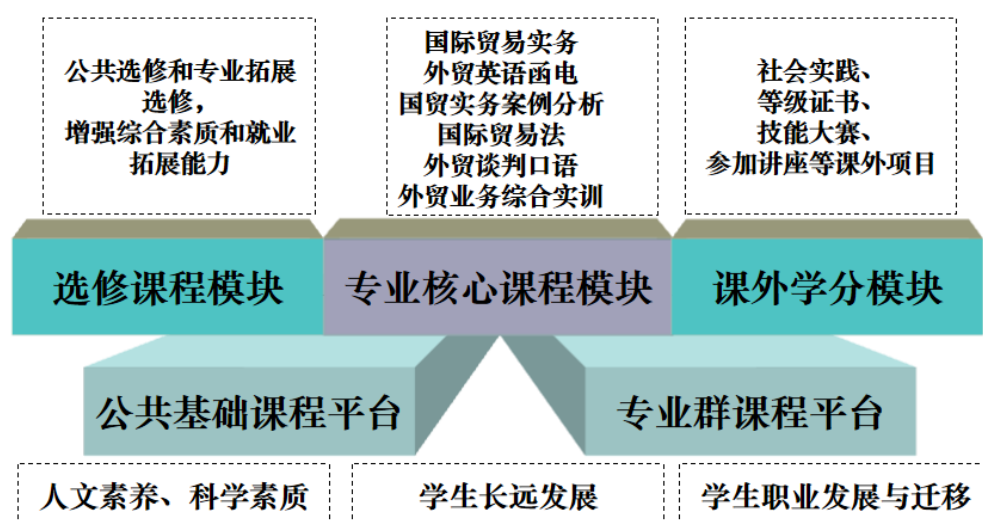 公共选修和专业拓展
选修，
增强综合素质和就业
拓展能力
国际贸易实务
外贸英语函电
国贸实务案例分析
国际贸易法
外贸谈判口语
外贸业务综合实训
社会实践、
等级证书、
技能大赛、
参加讲座等课外项目
选修课程模块
专业核心课程模块
课外学分模块
公共基础课程平台
专业群课程平台
人文素养、科学素质
学生长远发展
学生职业发展与迁移